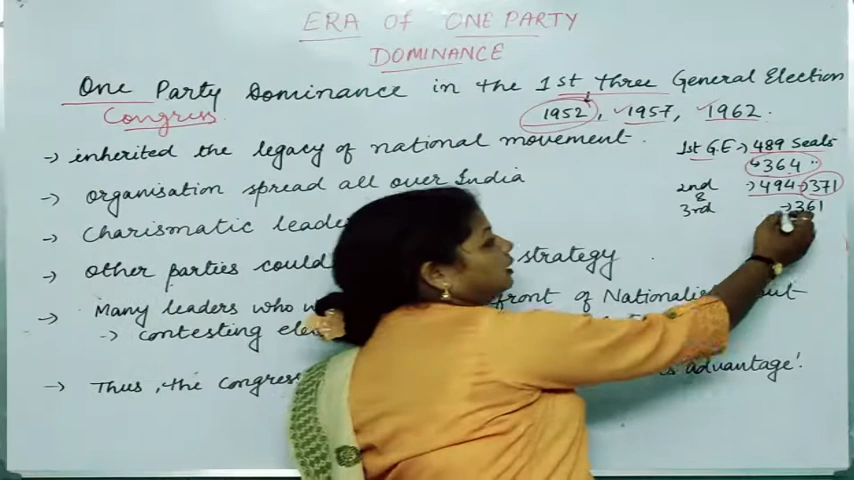 ERA OF ONE PARTY
DOMINANCE
One Party Dominance in the 1st Three General Election
Congress
1952, 1957, 1962.
→ inherited the legacy of national movement.
1st G.E → 489 Seats
↳ 364 "
→ organisation spread all over India
2nd → 494 → 371
&
3rd → 361
→ Charismatic
→ other parties could strategy
→ Many leaders who front of
→ contesting
→ Thus, the Congress advantage'.